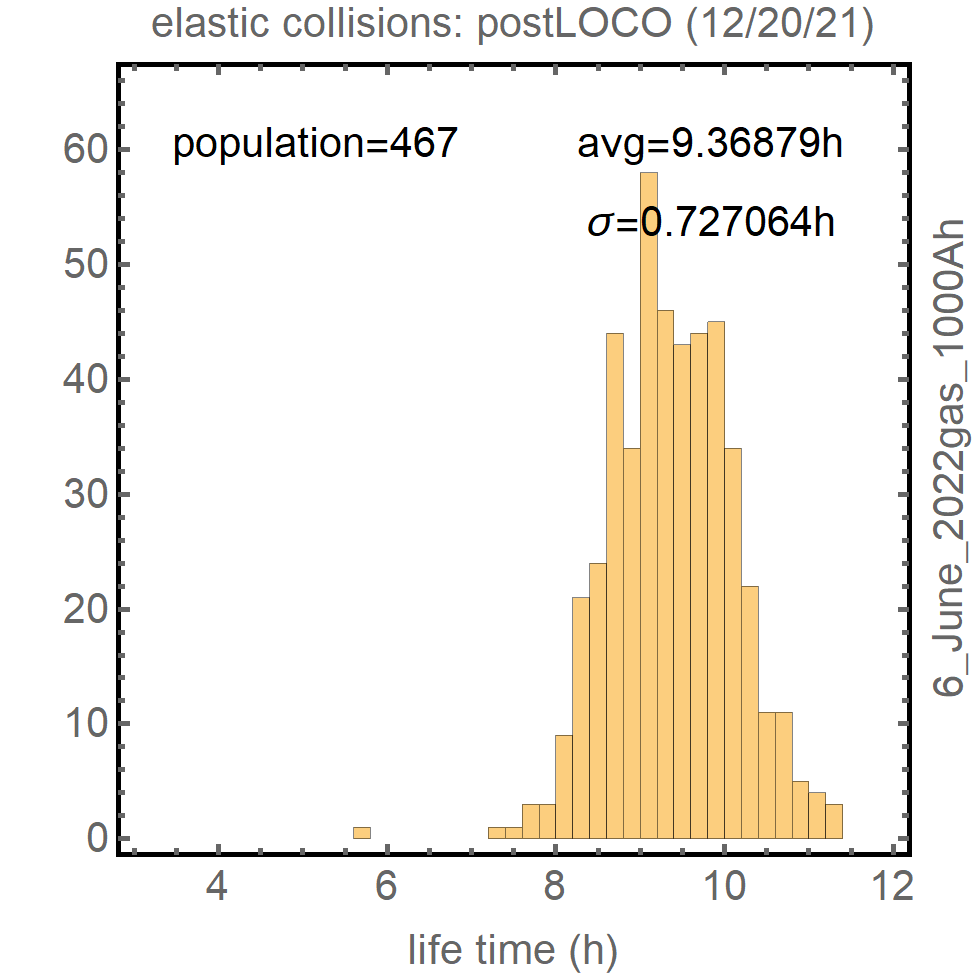 elastic collisions: postLOCO (12/20/21)
population=467
avg=9.36879h
σ=0.727064h
60
50
40
30
20
10
0
4 6 8 10 12
life time (h)
6_June_2022gas_1000Ah